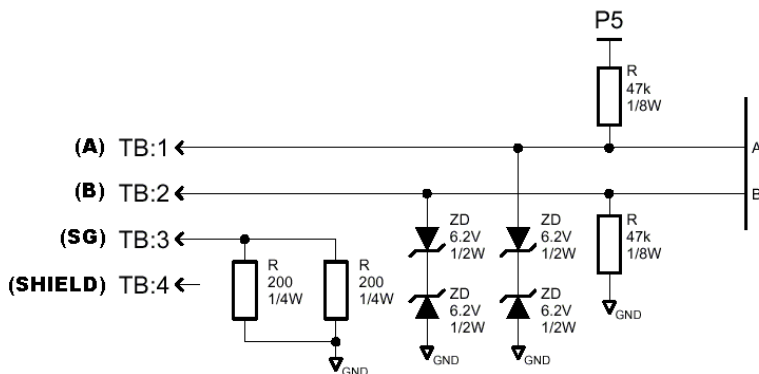 P5
R
47k
1/8W
(A) TB:1
A
(B) TB:2
B
(SG) TB:3
(SHIELD) TB:4
R
200
1/4W
R
200
1/4W
ZD
6.2V
1/2W
ZD
6.2V
1/2W
R
47k
1/8W
ZD
6.2V
1/2W
ZD
6.2V
1/2W
GND
GND
GND
GND